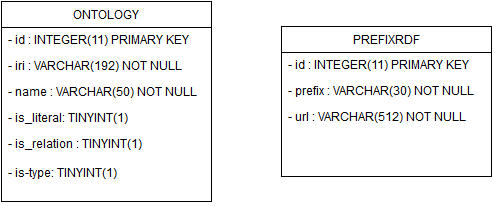 ONTOLOGY
- id : INTEGER(11) PRIMARY KEY
- iri : VARCHAR(192) NOT NULL
- name : VARCHAR(50) NOT NULL
- is_literal: TINYINT(1)
- is_relation : TINYINT(1)
- is-type: TINYINT(1)
PREFIXRDF
- id : INTEGER(11) PRIMARY KEY
- prefix : VARCHAR(30) NOT NULL
- url : VARCHAR(512) NOT NULL